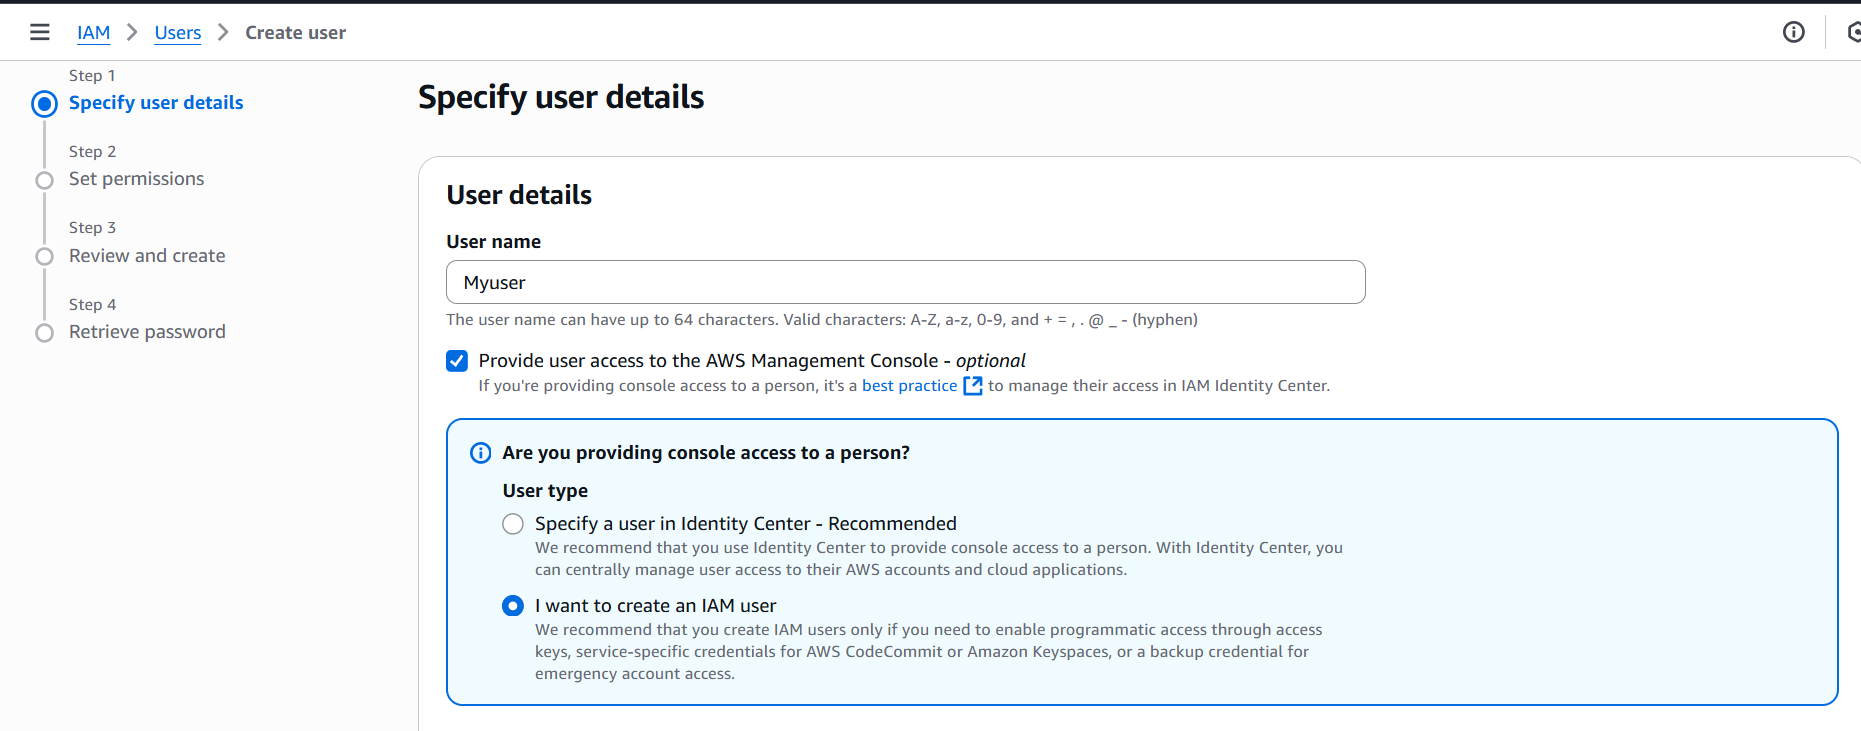 IAM > Users > Create user
Step 1
Specify user details
Step 2
Set permissions
Step 3
Review and create
Step 4
Retrieve password
Specify user details
User details
User name
Myuser
The user name can have up to 64 characters. Valid characters: A-Z, a-z, 0-9, and + = , . @ _ - (hyphen)
Provide user access to the AWS Management Console - optional
If you're providing console access to a person, it's a best practice to manage their access in IAM Identity Center.
Are you providing console access to a person?
User type
Specify a user in Identity Center - Recommended
We recommend that you use Identity Center to provide console access to a person. With Identity Center, you
can centrally manage user access to their AWS accounts and cloud applications.
I want to create an IAM user
We recommend that you create IAM users only if you need to enable programmatic access through access
keys, service-specific credentials for AWS CodeCommit or Amazon Keyspaces, or a backup credential for
emergency account access.